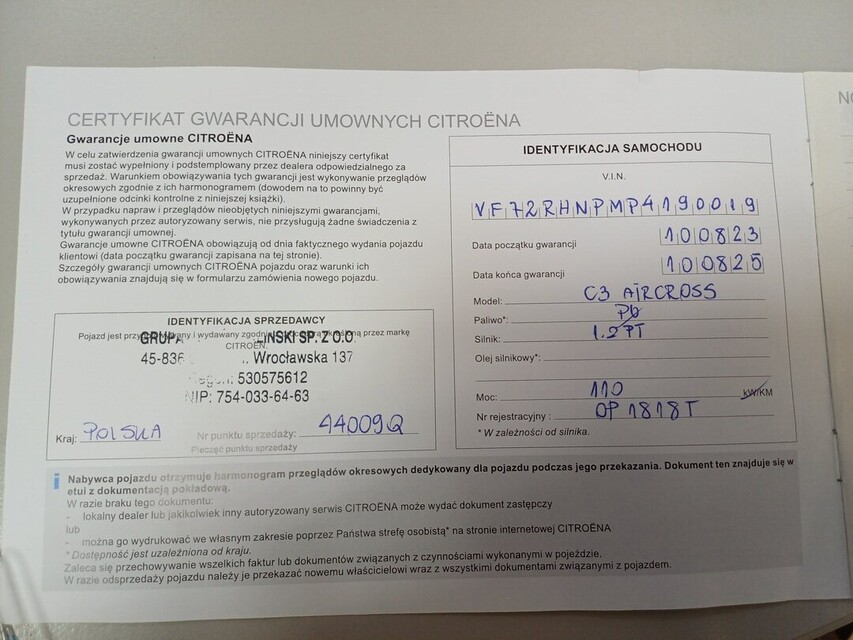 CERTYFIKAT GWARANCJI UMOWNYCH CITROËNA
Gwarancje umowne CITROËNA
W celu zatwierdzenia gwarancji umownych CITROËNA niniejszy certyfikat
musi zostać wypełniony i podstemplowany przez dealera odpowiedzialnego za
sprzedaż. Warunkiem obowiązywania tych gwarancji jest wykonywanie przeglądów
okresowych zgodnie z ich harmonogramem (dowodem na to powinny być
uzupełnione odcinki kontrolne z niniejszej książki).
W przypadku napraw i przeglądów nieobjętych niniejszymi gwarancjami,
wykonywanych przez autoryzowany serwis, nie przysługują żadne świadczenia z
tytułu gwarancji umownej.
Gwarancje umowne CITROËNA obowiązują od dnia faktycznego wydania pojazdu
klientowi (data początku gwarancji zapisana na tej stronie).
Szczegóły gwarancji umownych CITROËNA pojazdu oraz warunki ich
obowiązywania znajdują się w formularzu zamówienia nowego pojazdu.
IDENTYFIKACJA SPRZEDAWCY
Pojazd jest przez markę
CITROËN.
GRUPA LINSKI SP. Z O.O.
45-836 Wrocławska 137
530575612
NIP: 754-033-64-63
Kraj: POLSKA Nr punktu sprzedaży: 44009Q
Pieczęć punktu sprzedaży
IDENTYFIKACJA SAMOCHODU
V.I.N.
VF72RHNPMP4190019
Data początku gwarancji 100823
Data końca gwarancji 100825
Model: C3 AIRCROSS
Paliwo*: Pb
Silnik: 1.2 PT
Olej silnikowy*:
Moc: 110 kW/KM
Nr rejestracyjny: OP 1818T
* W zależności od silnika.
i Nabywca pojazdu otrzymuje harmonogram przeglądów okresowych dedykowany dla pojazdu podczas jego przekazania. Dokument ten znajduje się w
etui z dokumentacją pokładową.
W razie braku tego dokumentu:
- lokalny dealer lub jakikolwiek inny autoryzowany serwis CITROËNA może wydać dokument zastępczy
lub
- można go wydrukować we własnym zakresie poprzez Państwa strefę osobistą* na stronie internetowej CITROËNA
* Dostępność jest uzależniona od kraju.
Zaleca się przechowywanie wszelkich faktur lub dokumentów związanych z czynnościami wykonanymi w pojeździe.
W razie odsprzedaży pojazdu należy je przekazać nowemu właścicielowi wraz z wszystkimi dokumentami związanymi z pojazdem.